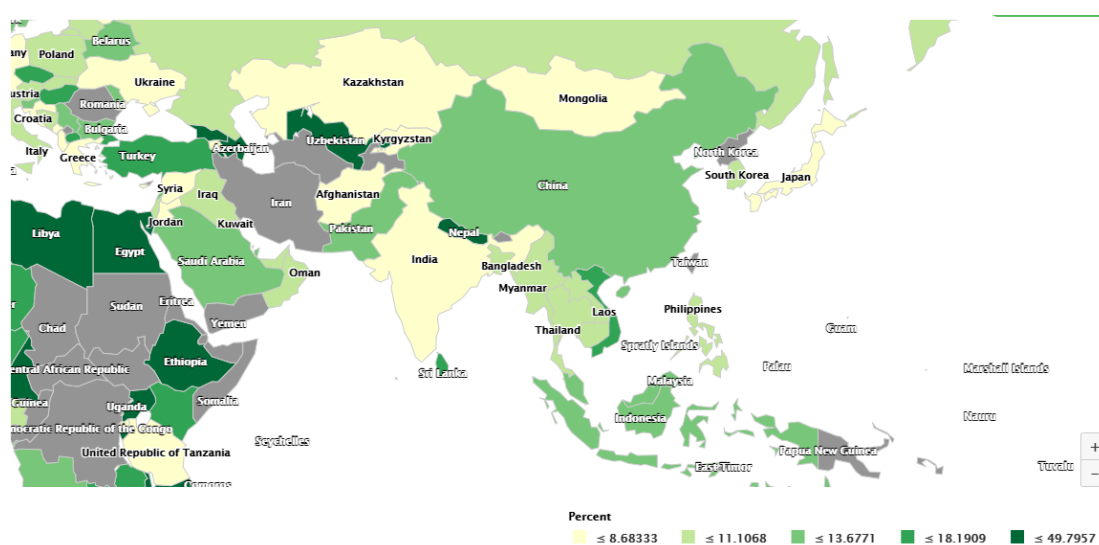 Belarus
any
Poland
Ukraine
Kazakhstan
ustria
Mongolia
Romania
Croatia
Bulgaria
Uzbekistan
Kyrgyzstan
Azerbaijan
Italy
Greece
Turkey
North Korea
South Korea
Japan
Syria
Iraq
Afghanistan
China
Iran
Jordan
Kuwait
Pakistan
Libya
Egypt
Nepal
India
Saudi Arabia
Taiwan
Bangladesh
Oman
Myanmar
Sudan
Eritrea
Yemen
Chad
Laos
Philippines
Thailand
Guam
Spratly Islands
Ethiopia
entral African Republic
Sri Lanka
Palau
Marshall Islands
Malaysia
Guinea
Uganda
Somalia
Indonesia
Nauru
mocratic Republic of the Congo
Seychelles
United Republic of Tanzania
Papua New Guinea
East Timor
Tuvalu
+
−
Comoros
Percent
≤ 8.68333 ≤ 11.1068 ≤ 13.6771 ≤ 18.1909 ≤ 49.7957